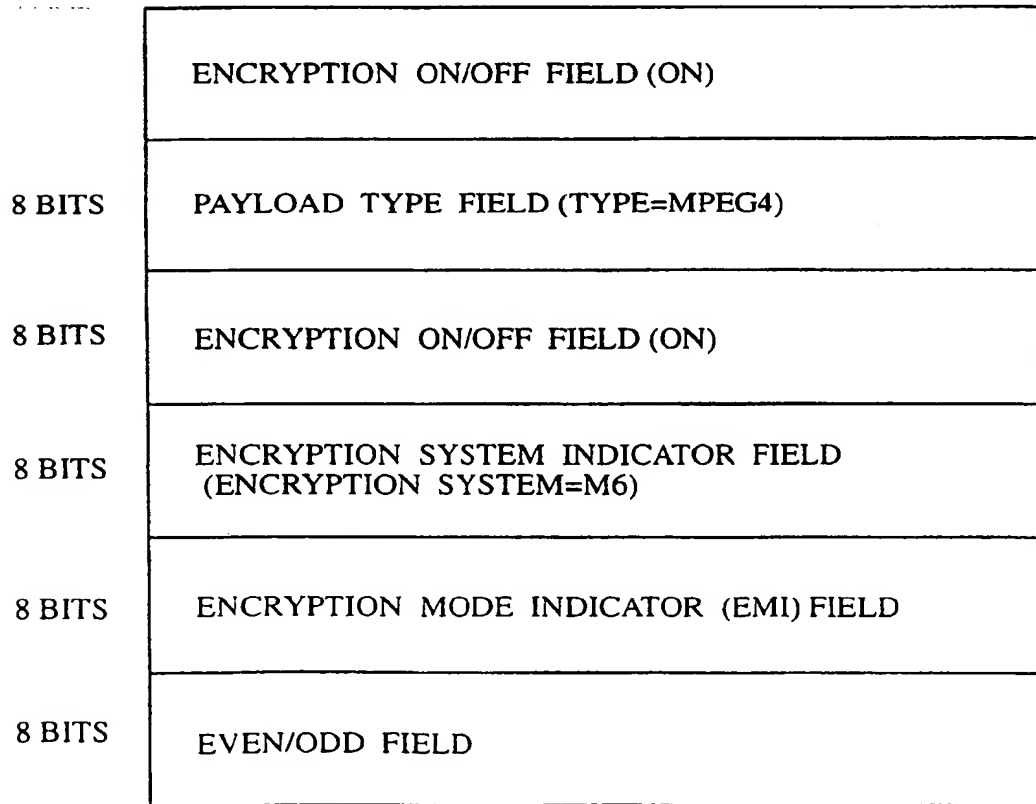 ENCRYPTION ON/OFF FIELD (ON)
8 BITS PAYLOAD TYPE FIELD (TYPE=MPEG4)
8 BITS ENCRYPTION ON/OFF FIELD (ON)
8 BITS ENCRYPTION SYSTEM INDICATOR FIELD
(ENCRYPTION SYSTEM=M6)
8 BITS ENCRYPTION MODE INDICATOR (EMI) FIELD
8 BITS EVEN/ODD FIELD